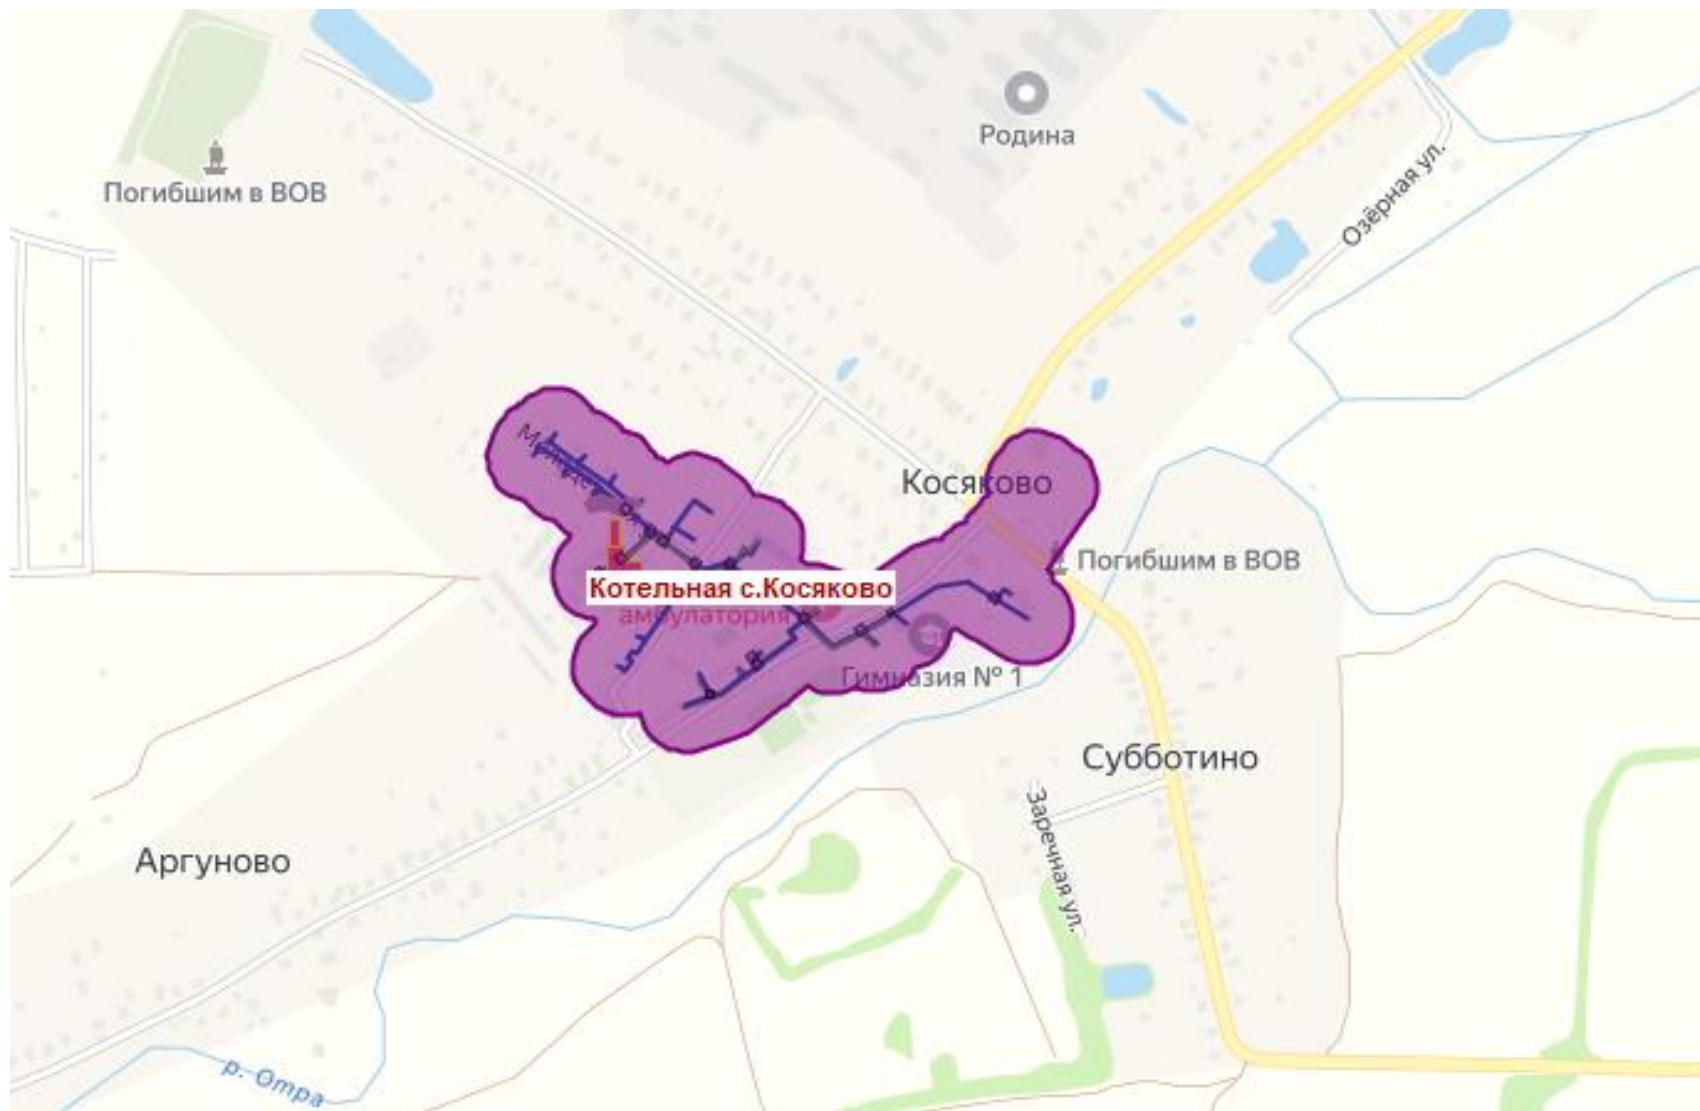 Родина
Погибшим в ВОВ
Озёрная ул.
Косяково
Погибшим в ВОВ
Котельная с.Косяково
амбулатория
Гимназия № 1
Субботино
Заречная ул.
Аргуново
р. Отра